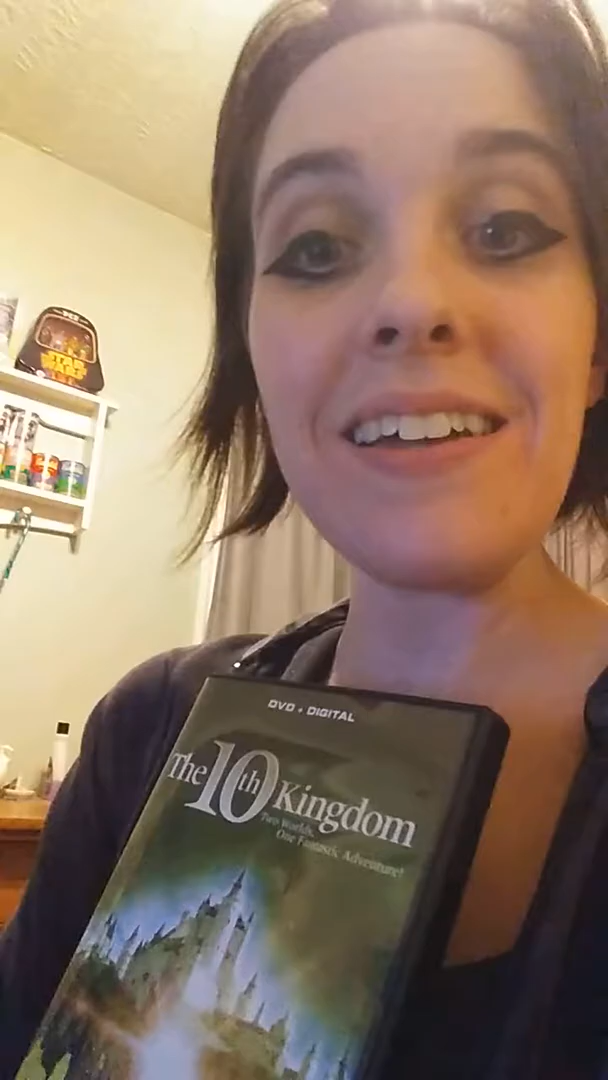 STAR
WARS
DVD + DIGITAL
The 10th Kingdom
Two Worlds,
One Fantastic Adventure!